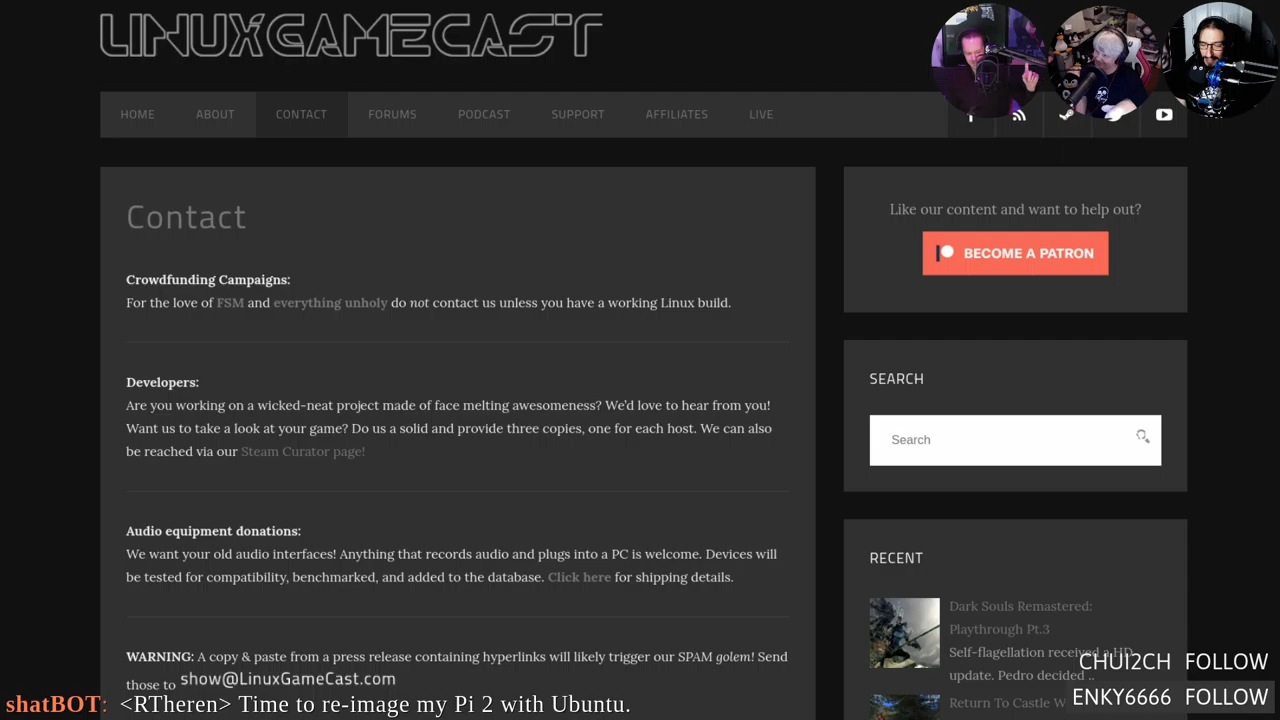 LINUXGAMECAST
HOME ABOUT CONTACT FORUMS PODCAST SUPPORT AFFILIATES LIVE
Contact
Crowdfunding Campaigns:
For the love of FSM and everything unholy do not contact us unless you have a working Linux build.
Developers:
Are you working on a wicked-neat project made of face melting awesomeness? We'd love to hear from you!
Want us to take a look at your game? Do us a solid and provide three copies, one for each host. We can also
be reached via our Steam Curator page!
Audio equipment donations:
We want your old audio interfaces! Anything that records audio and plugs into a PC is welcome. Devices will
be tested for compatibility, benchmarked, and added to the database. Click here for shipping details.
WARNING: A copy & paste from a press release containing hyperlinks will likely trigger our SPAM golem! Send
those to show@LinuxGameCast.com
Like our content and want to help out?
BECOME A PATRON
SEARCH
Search
RECENT
Dark Souls Remastered:
Playthrough Pt.3
Self-flagellation received a HD
update. Pedro decided ..
Return To Castle W
CHUI2CH FOLLOW
ENKY6666 FOLLOW
shatBOT: <RTheren> Time to re-image my Pi 2 with Ubuntu.